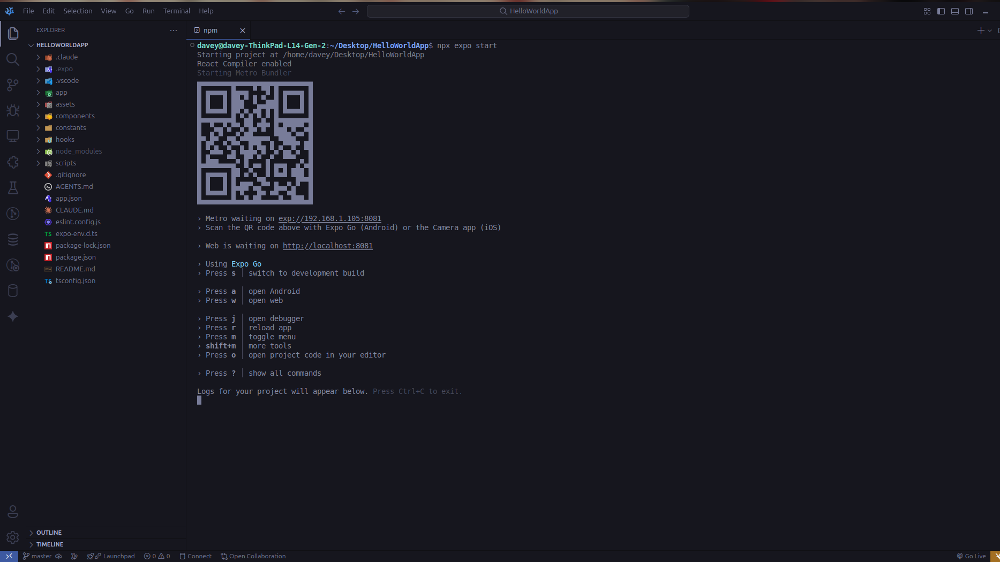 File Edit Selection View Go Run Terminal Help
HelloWorldApp
EXPLORER
npm
HELLOWORLDAPP
.claude
.expo
.vscode
app
assets
components
constants
hooks
node_modules
scripts
.gitignore
AGENTS.md
app.json
CLAUDE.md
eslint.config.js
TS expo-env.d.ts
package-lock.json
package.json
README.md
TS tsconfig.json
OUTLINE
TIMELINE
davey@davey-ThinkPad-L14-Gen-2:~/Desktop/HelloWorldApp$ npx expo start
Starting project at /home/davey/Desktop/HelloWorldApp
React Compiler enabled
Starting Metro Bundler
› Metro waiting on exp://192.168.1.105:8081
› Scan the QR code above with Expo Go (Android) or the Camera app (iOS)
› Web is waiting on http://localhost:8081
› Using Expo Go
› Press s │ switch to development build
› Press a │ open Android
› Press w │ open web
› Press j │ open debugger
› Press r │ reload app
› Press m │ toggle menu
› shift+m │ more tools
› Press o │ open project code in your editor
› Press ? │ show all commands
Logs for your project will appear below. Press Ctrl+C to exit.
master Launchpad 0 0 Connect Open Collaboration Go Live